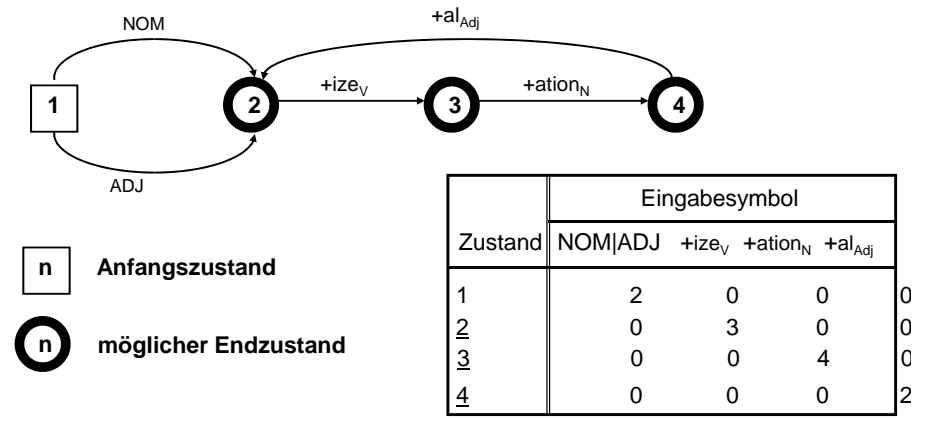 NOM
+al_Adj
1
2
+ize_V
3
+ation_N
4
ADJ
Eingabesymbol
Zustand NOM|ADJ +ize_V +ation_N +al_Adj
1 2 0 0 0
2 0 3 0 0
3 0 0 4 0
4 0 0 0 2
n Anfangszustand
n möglicher Endzustand